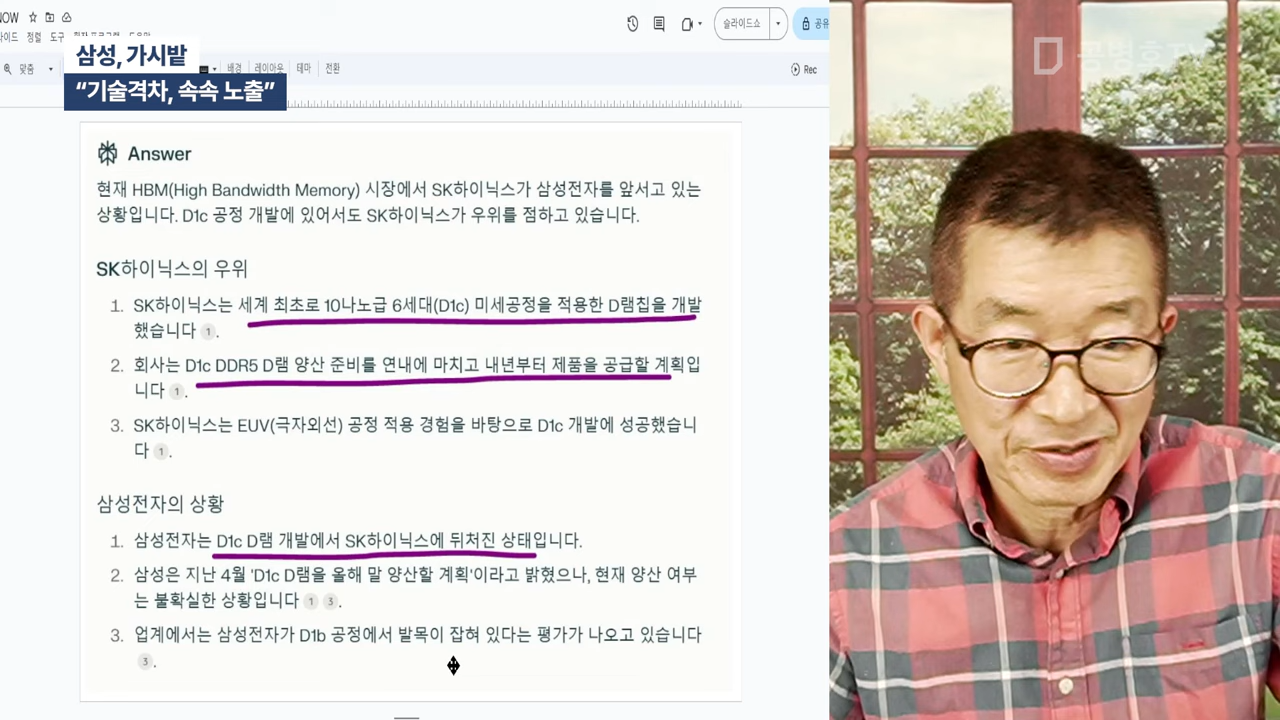 NOW
슬라이드쇼
공유
라이드 정렬 도구
삼성, 가시밭
“기술격차, 속속 노출”
맞춤
배경 레이아웃 테마 전환
Rec
공병호TV
Answer
현재 HBM(High Bandwidth Memory) 시장에서 SK하이닉스가 삼성전자를 앞서고 있는
상황입니다. D1c 공정 개발에 있어서도 SK하이닉스가 우위를 점하고 있습니다.
SK하이닉스의 우위
1. SK하이닉스는 세계 최초로 10나노급 6세대(D1c) 미세공정을 적용한 D램칩을 개발
했습니다 1.
2. 회사는 D1c DDR5 D램 양산 준비를 연내에 마치고 내년부터 제품을 공급할 계획입
니다 1.
3. SK하이닉스는 EUV(극자외선) 공정 적용 경험을 바탕으로 D1c 개발에 성공했습니
다 1.
삼성전자의 상황
1. 삼성전자는 D1c D램 개발에서 SK하이닉스에 뒤처진 상태입니다.
2. 삼성은 지난 4월 'D1c D램을 올해 말 양산할 계획'이라고 밝혔으나, 현재 양산 여부
는 불확실한 상황입니다 1 3.
3. 업계에서는 삼성전자가 D1b 공정에서 발목이 잡혀 있다는 평가가 나오고 있습니다
3.